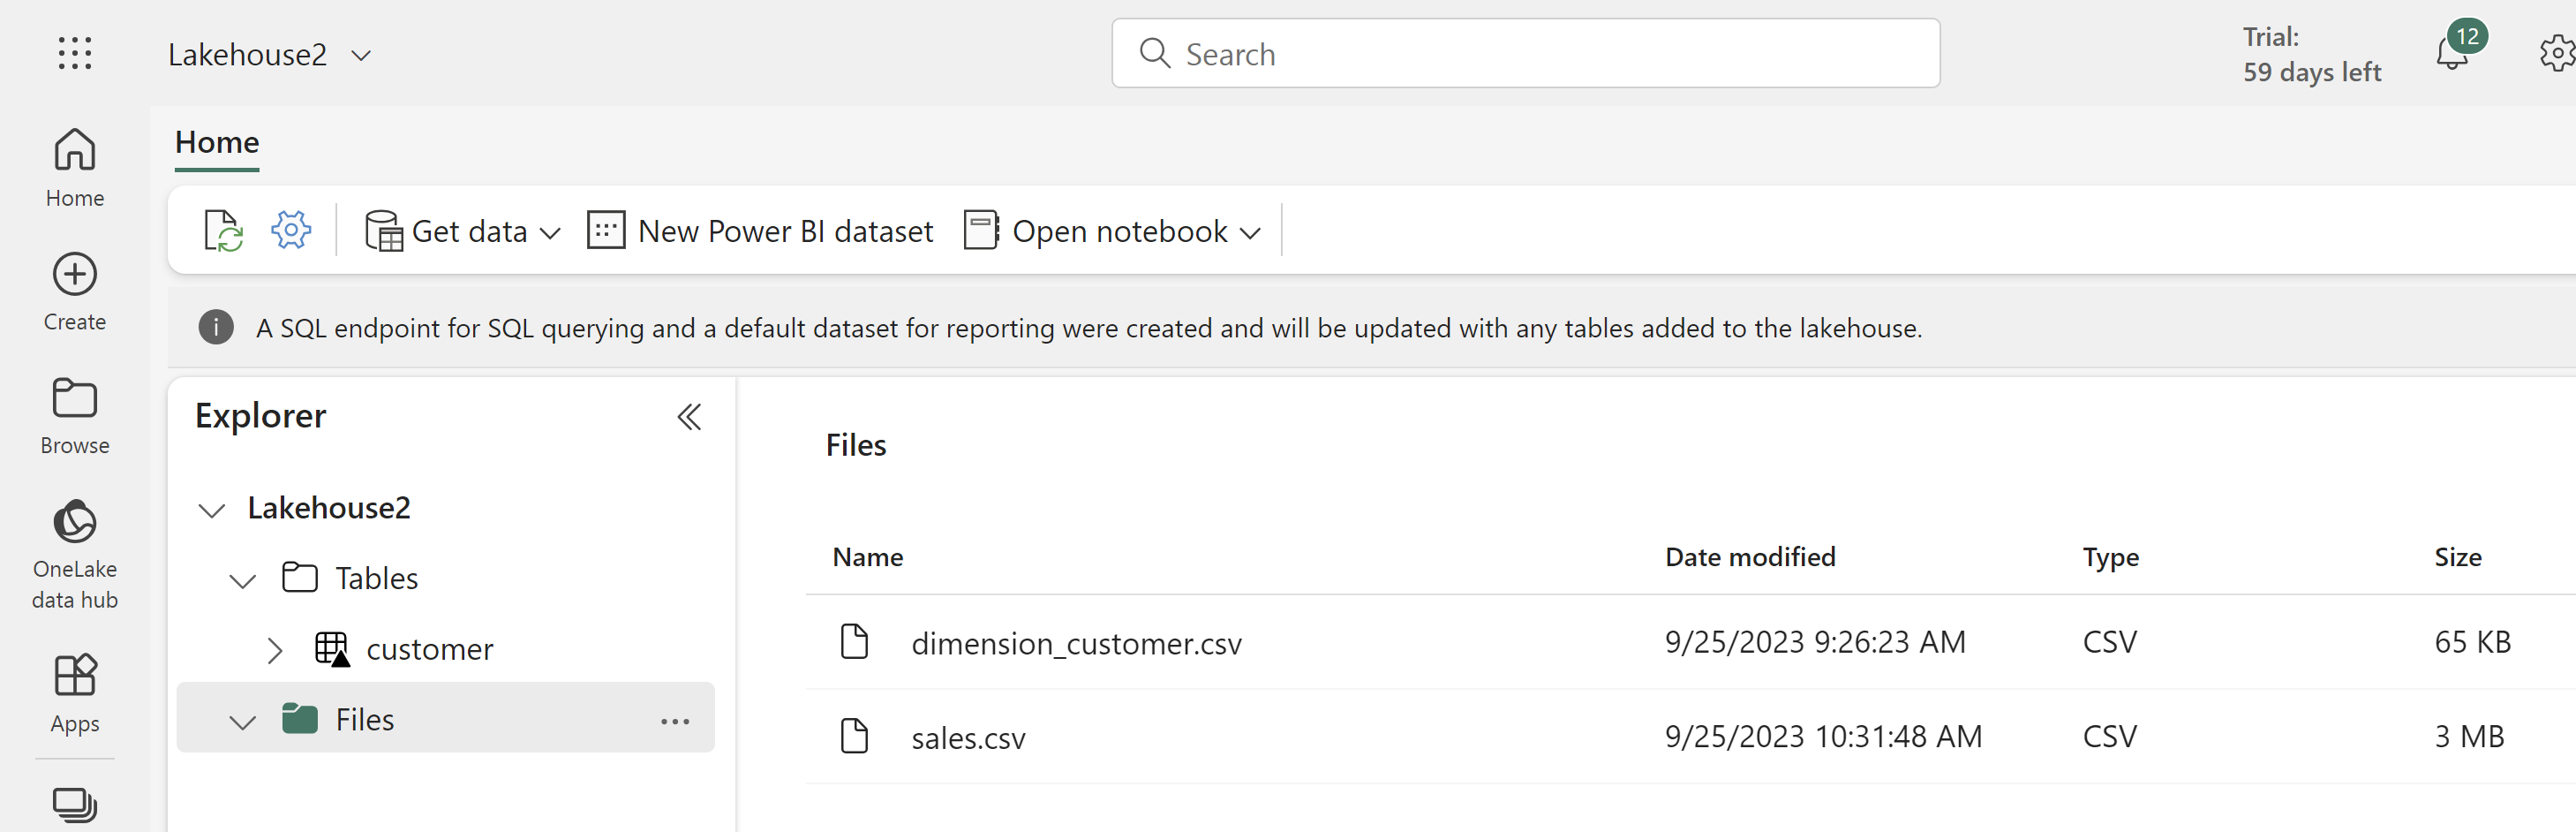 Lakehouse2
Search
Trial:
59 days left
12
Home
Create
Browse
OneLake
data hub
Apps
Home
Get data
New Power BI dataset
Open notebook
A SQL endpoint for SQL querying and a default dataset for reporting were created and will be updated with any tables added to the lakehouse.
Explorer
Lakehouse2
Tables
customer
Files
Files
Name Date modified Type Size
dimension_customer.csv 9/25/2023 9:26:23 AM CSV 65 KB
sales.csv 9/25/2023 10:31:48 AM CSV 3 MB